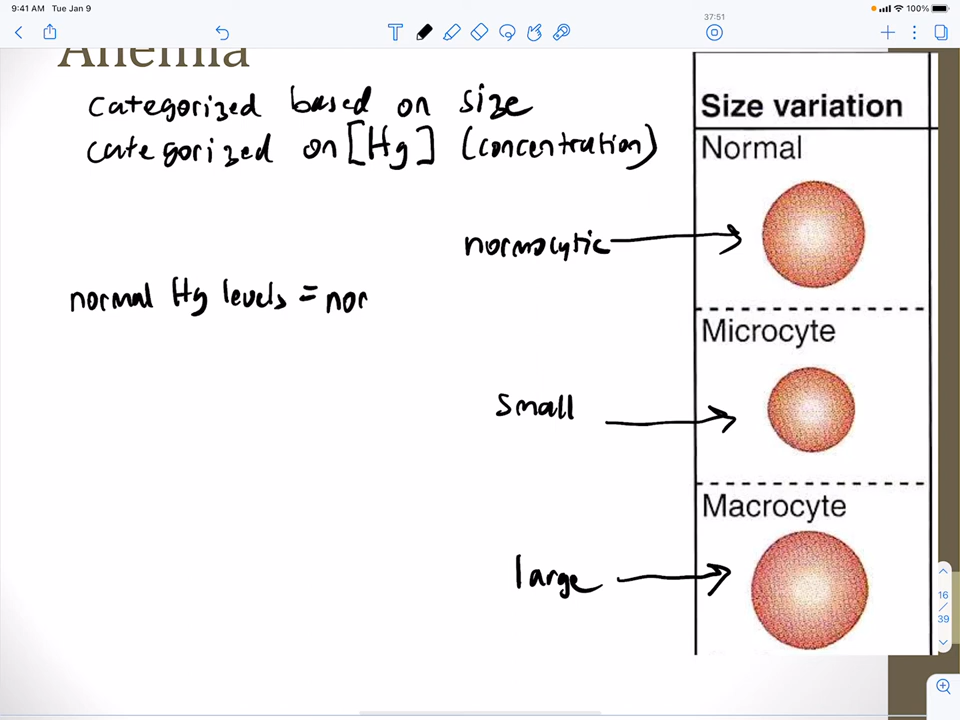 9:41 AM Tue Jan 9
37:51
100%
Anemia
categorized based on size
categorized on [Hg] (concentration)
Size variation
Normal
normocytic
normal Hg levels = nor
Microcyte
small
Macrocyte
large
16
/
39